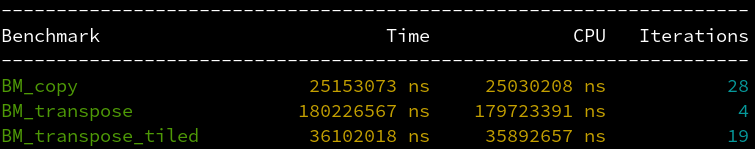 -----------------------------------------------------------------
Benchmark                       Time             CPU   Iterations
-----------------------------------------------------------------
BM_copy                  25153073 ns     25030208 ns           28
BM_transpose            180226567 ns    179723391 ns            4
BM_transpose_tiled       36102018 ns     35892657 ns           19